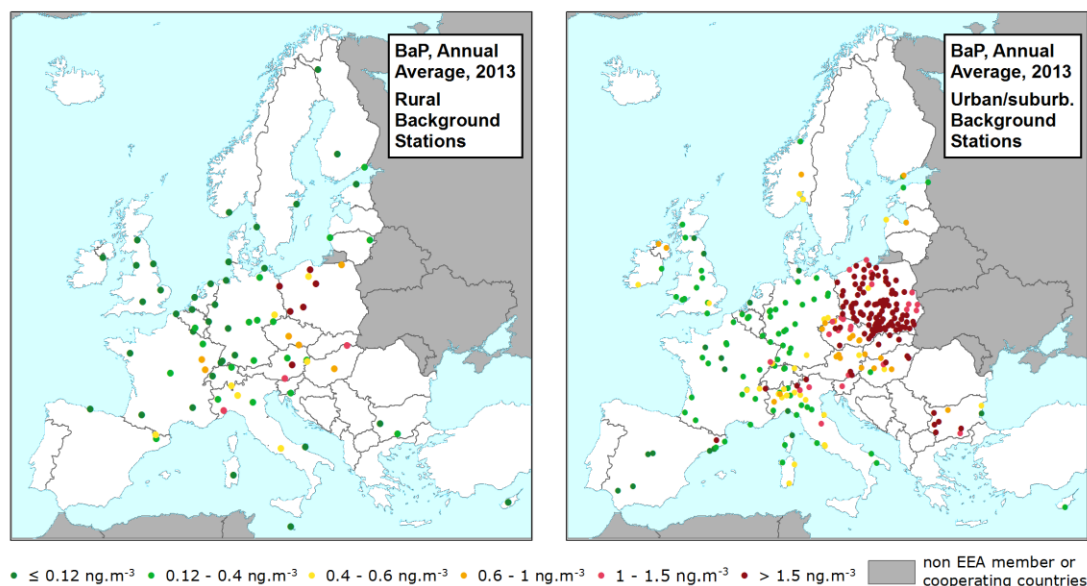 BaP, Annual
Average, 2013
Rural
Background
Stations
BaP, Annual
Average, 2013
Urban/suburb.
Background
Stations
≤ 0.12 ng.m⁻³
0.12 - 0.4 ng.m⁻³
0.4 - 0.6 ng.m⁻³
0.6 - 1 ng.m⁻³
1 - 1.5 ng.m⁻³
> 1.5 ng.m⁻³
non EEA member or
cooperating countries